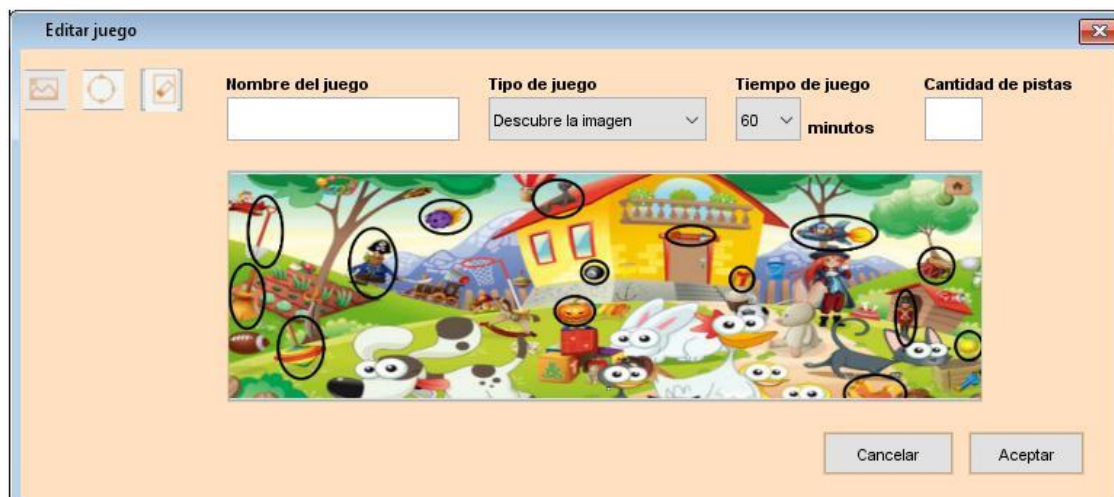 Editar juego
Nombre del juego
Tipo de juego
Tiempo de juego
Cantidad de pistas
Descubre la imagen
60
minutos
7
Cancelar
Aceptar